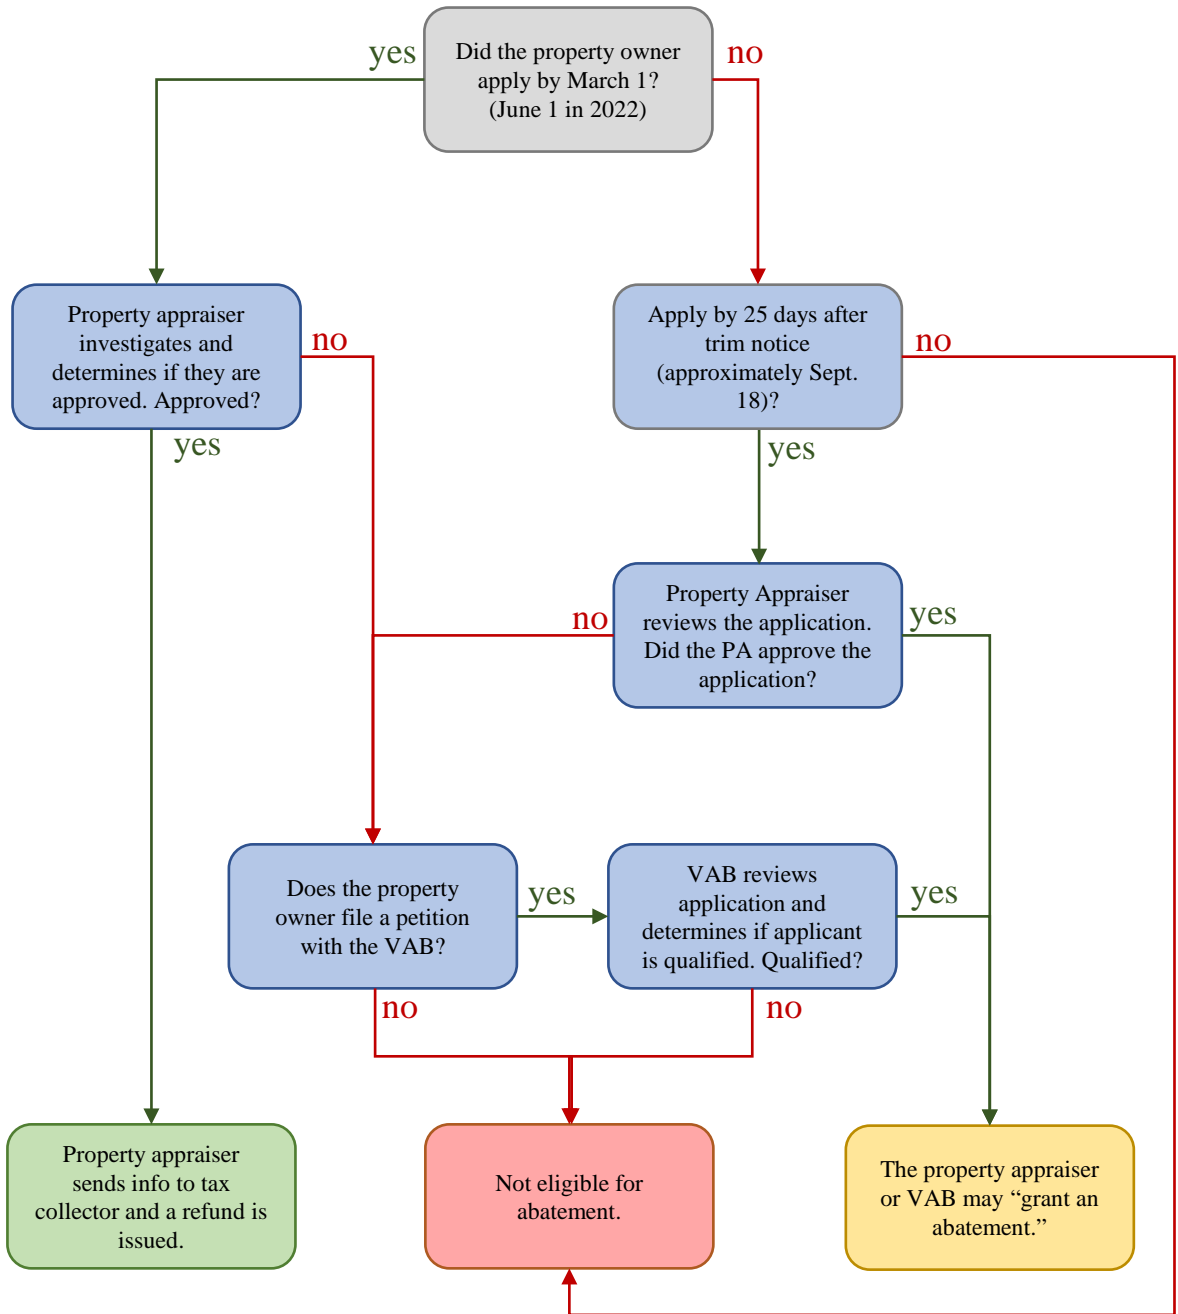 Did the property owner
apply by March 1?
(June 1 in 2022)
yes
no
Property appraiser
investigates and
determines if they are
approved. Approved?
no
yes
Apply by 25 days after
trim notice
(approximately Sept.
18)?
no
yes
Property Appraiser
reviews the application.
Did the PA approve the
application?
no
yes
Does the property
owner file a petition
with the VAB?
yes
no
VAB reviews
application and
determines if applicant
is qualified. Qualified?
yes
no
Property appraiser
sends info to tax
collector and a refund is
issued.
Not eligible for
abatement.
The property appraiser
or VAB may “grant an
abatement.”